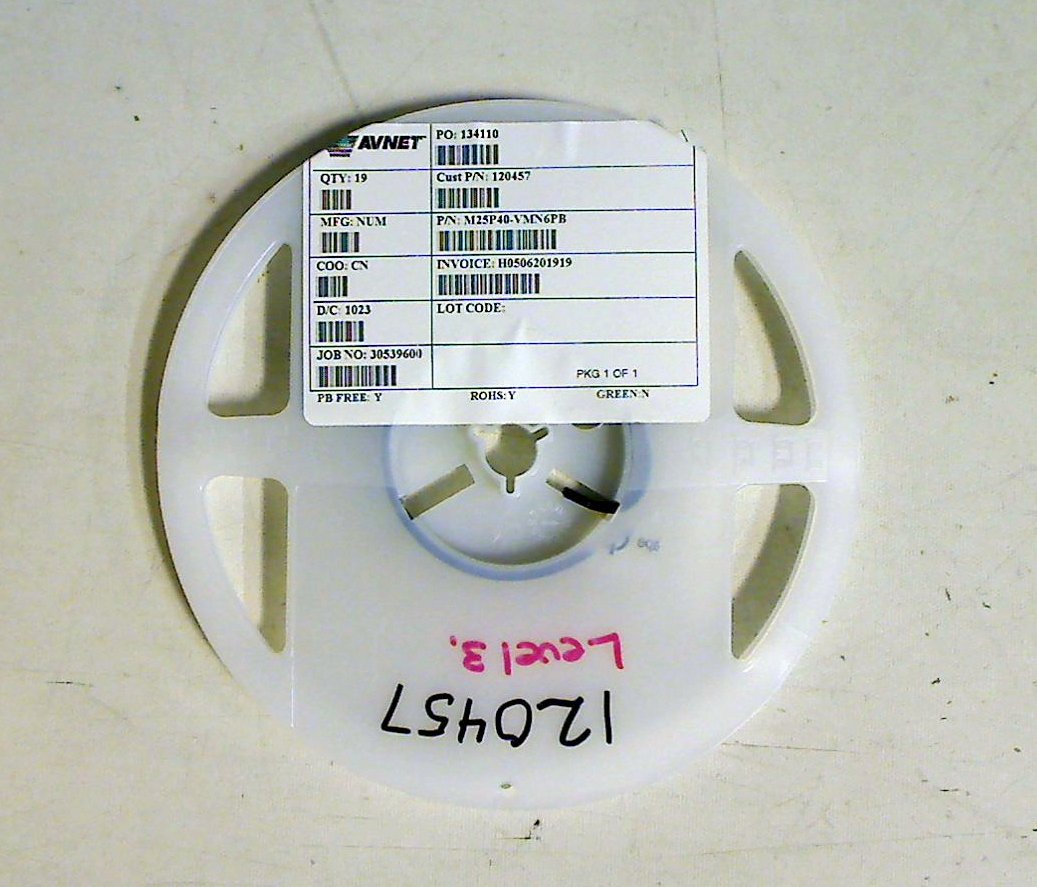 AVNET
PO: 134110
QTY: 19
Cust P/N: 120457
MFG: NUM
P/N: M25P40-VMN6PB
COO: CN
INVOICE: H0506201919
D/C: 1023
LOT CODE:
JOB NO: 30539600
PKG 1 OF 1
PB FREE: Y ROHS: Y GREEN: N
Level 3.
120457